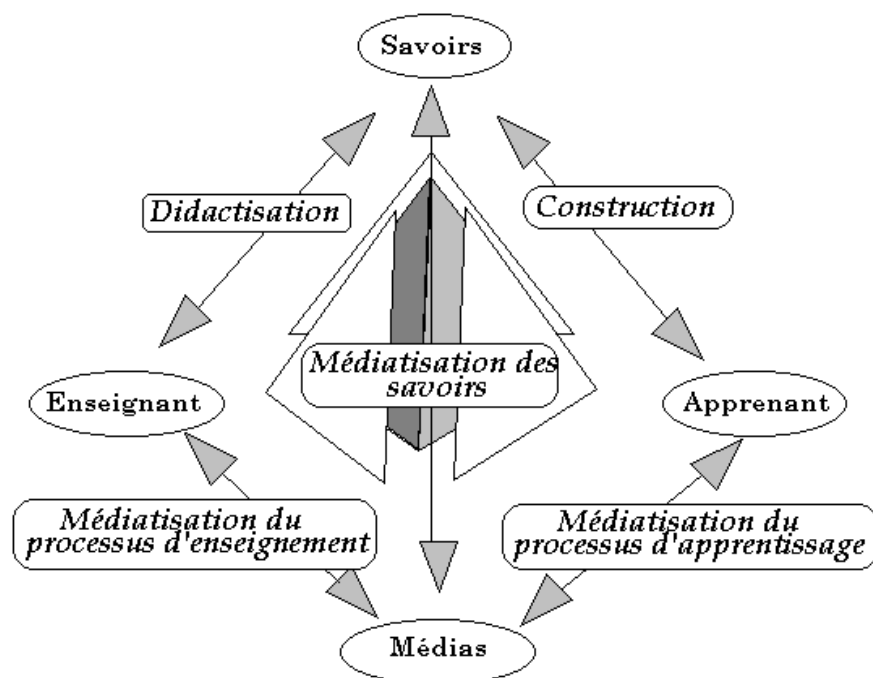 Savoirs
Didactisation
Construction
Médiatisation des
savoirs
Enseignant
Apprenant
Médiatisation du
processus d'enseignement
Médiatisation du
processus d'apprentissage
Médias